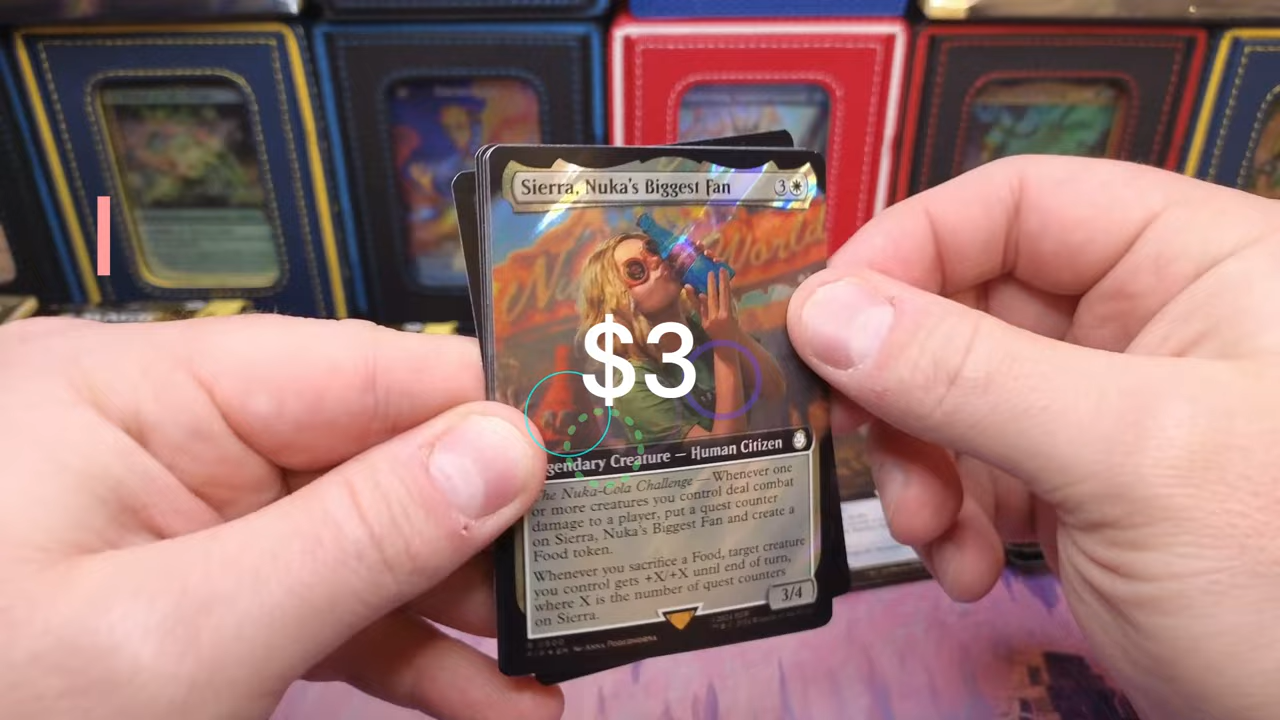 Sierra, Nuka's Biggest Fan 3
Nuka World
$3
gendary Creature — Human Citizen
The Nuka-Cola Challenge — Whenever one
or more creatures you control deal combat
damage to a player, put a quest counter
on Sierra, Nuka's Biggest Fan and create a
Food token.
Whenever you sacrifice a Food, target creature
you control gets +X/+X until end of turn,
where X is the number of quest counters
on Sierra.
3/4